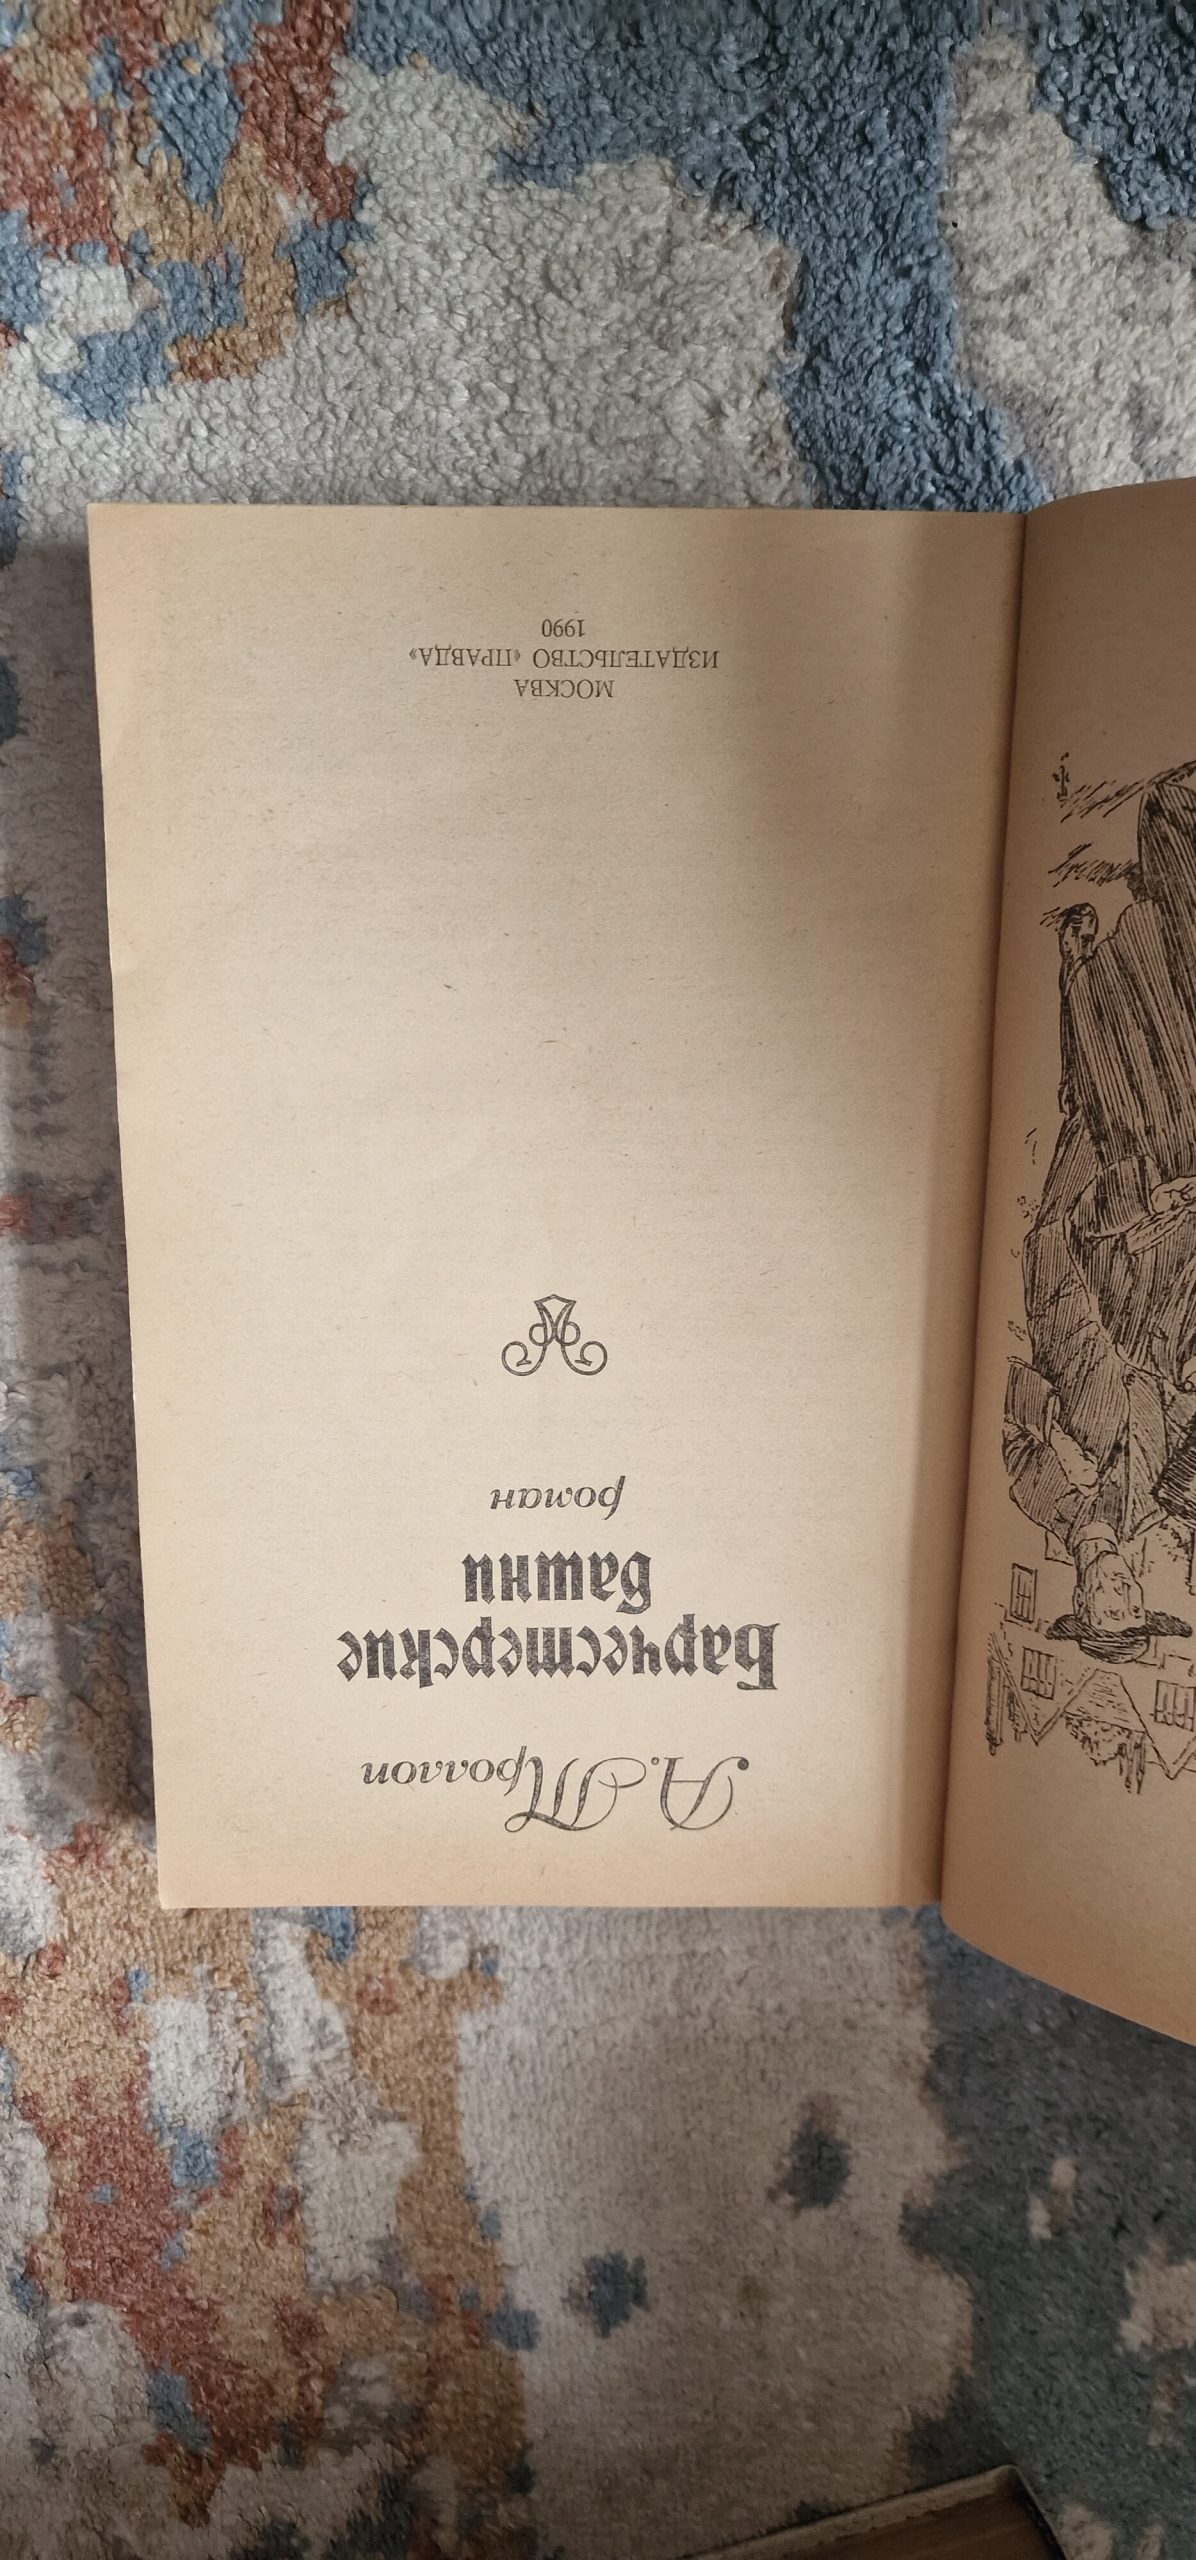 А. Троллоп
Барчестерские
башни
роман
МОСКВА
ИЗДАТЕЛЬСТВО «ПРАВДА»
1990